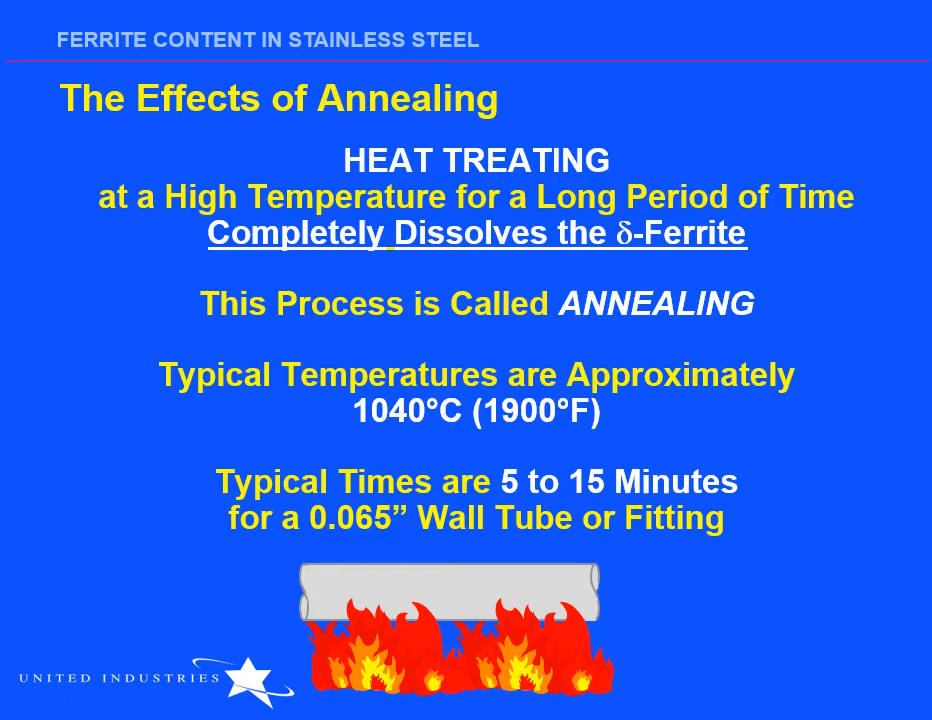 FERRITE CONTENT IN STAINLESS STEEL
The Effects of Annealing
HEAT TREATING
at a High Temperature for a Long Period of Time
Completely Dissolves the δ-Ferrite
This Process is Called ANNEALING
Typical Temperatures are Approximately
1040°C (1900°F)
Typical Times are 5 to 15 Minutes
for a 0.065” Wall Tube or Fitting
UNITED INDUSTRIES